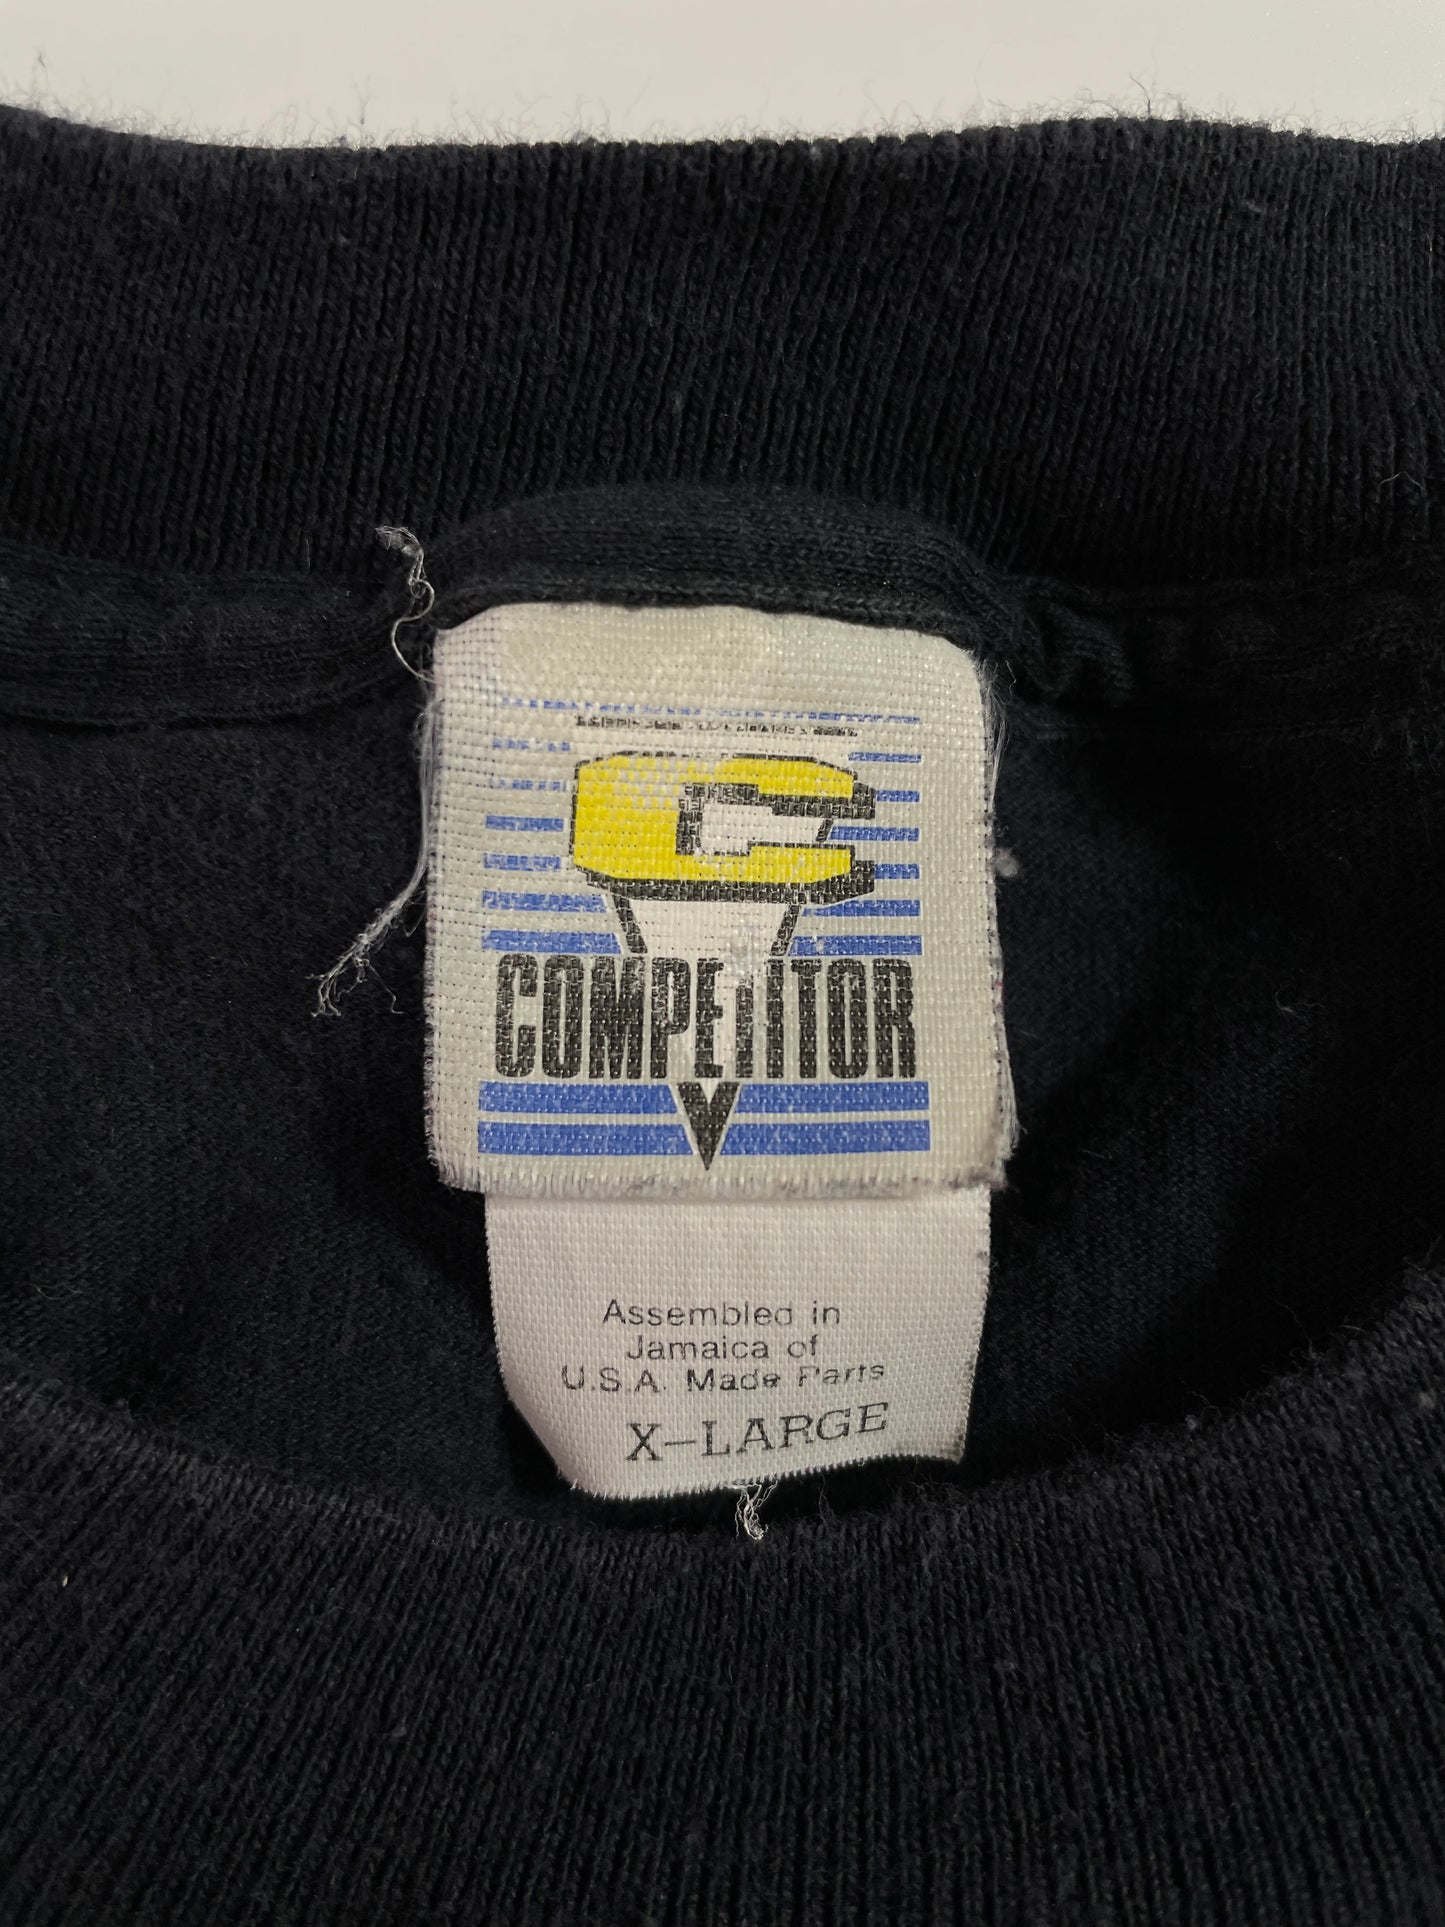 C
COMPETITOR
Assembled in
Jamaica of
U.S.A. Made Parts
X-LARGE